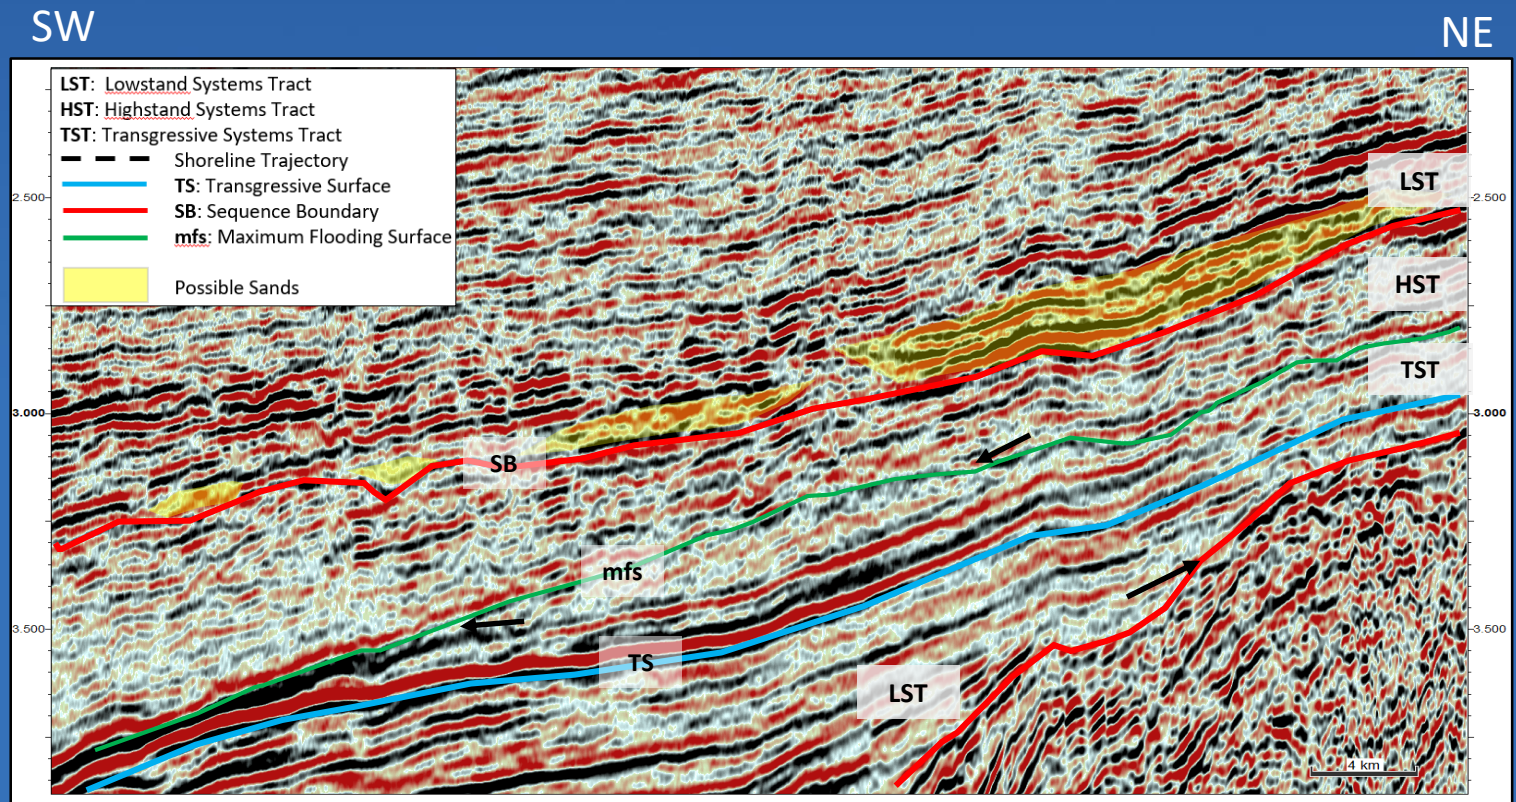 SW
NE
LST: Lowstand Systems Tract
HST: Highstand Systems Tract
TST: Transgressive Systems Tract
Shoreline Trajectory
TS: Transgressive Surface
SB: Sequence Boundary
mfs: Maximum Flooding Surface
Possible Sands
LST
2.500
2.500
HST
TST
3.000
3.000
SB
mfs
3.500
3.500
TS
LST
4 km